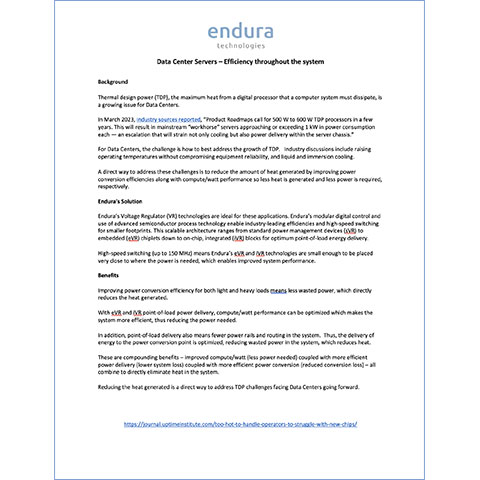 endura
technologies
Data Center Servers – Efficiency throughout the system
Background
Thermal design power (TDP), the maximum heat from a digital processor that a computer system must dissipate, is
a growing issue for Data Centers.
In March 2023, industry sources reported, "Product Roadmaps call for 500 W to 600 W TDP processors in a few
years. This will result in mainstream "workhorse" servers approaching or exceeding 1 kW in power consumption
each — an escalation that will strain not only cooling but also power delivery within the server chassis."
For Data Centers, the challenge is how to best address the growth of TDP. Industry discussions include raising
operating temperatures without compromising equipment reliability, and liquid and immersion cooling.
A direct way to address these challenges is to reduce the amount of heat generated by improving power
conversion efficiencies along with compute/watt performance so less heat is generated and less power is required,
respectively.
Endura's Solution
Endura's Voltage Regulator (VR) technologies are ideal for these applications. Endura's modular digital control and
use of advanced semiconductor process technology enable industry-leading efficiencies and high-speed switching
for smaller footprints. This scalable architecture ranges from standard power management devices (sVR) to
embedded (eVR) chiplets down to on-chip, integrated (iVR) blocks for optimum point-of-load energy delivery.
High-speed switching (up to 150 MHz) means Endura's eVR and iVR technologies are small enough to be placed
very close to where the power is needed, which enables improved system performance.
Benefits
Improving power conversion efficiency for both light and heavy loads means less wasted power, which directly
reduces the heat generated.
With eVR and iVR point-of-load power delivery, compute/watt performance can be optimized which makes the
system more efficient, thus reducing the power needed.
In addition, point-of-load delivery also means fewer power rails and routing in the system. Thus, the delivery of
energy to the power conversion point is optimized, reducing wasted power in the system, which reduces heat.
These are compounding benefits – improved compute/watt (less power needed) coupled with more efficient
power delivery (lower system loss) coupled with more efficient power conversion (reduced conversion loss) – all
combine to directly eliminate heat in the system.
Reducing the heat generated is a direct way to address TDP challenges facing Data Centers going forward.
https://journal.uptimeinstitute.com/too-hot-to-handle-operators-to-struggle-with-new-chips/